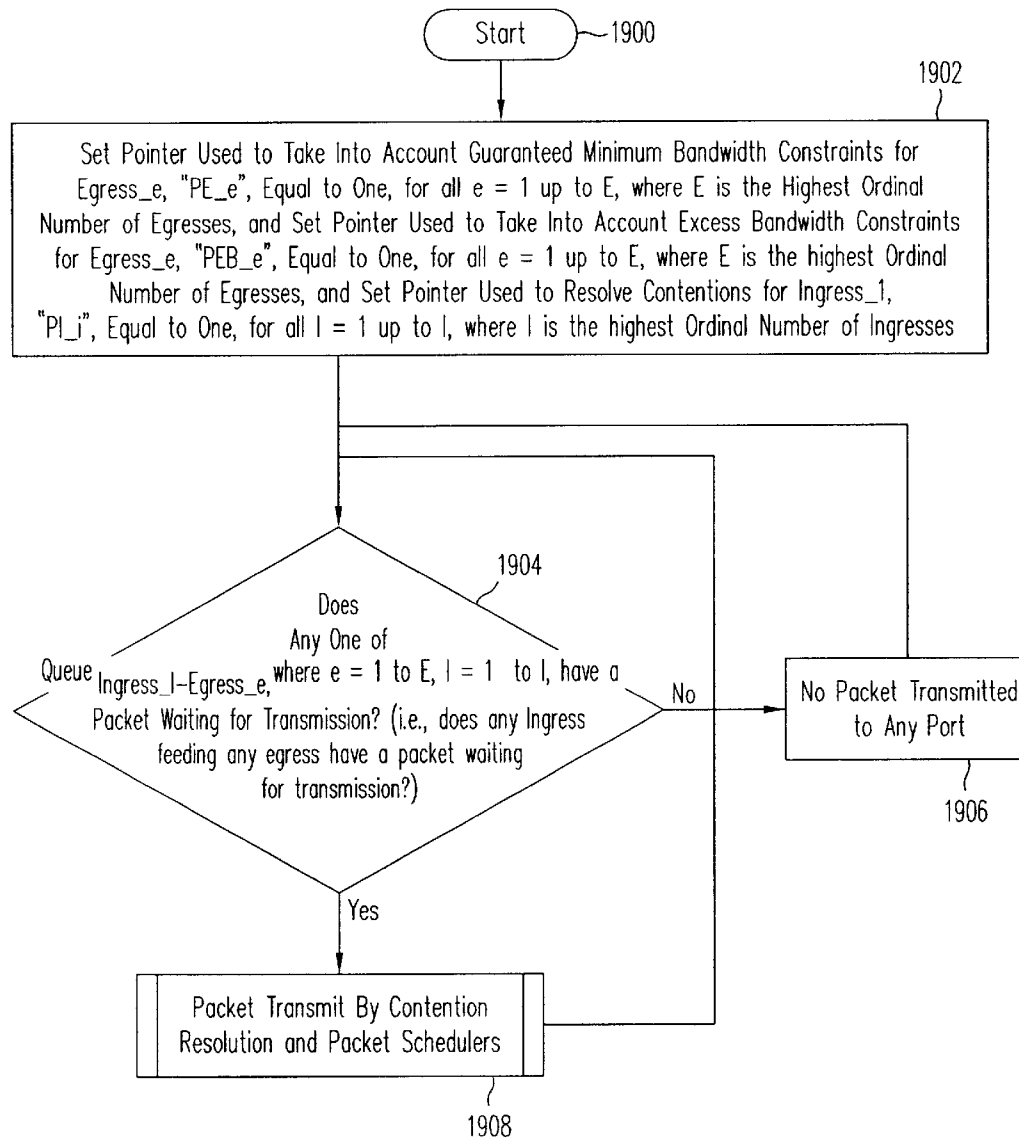 Start
1900
1902
Set Pointer Used to Take Into Account Guaranteed Minimum Bandwidth Constraints for
Egress_e, "PE_e", Equal to One, for all e = 1 up to E, where E is the Highest Ordinal
Number of Egresses, and Set Pointer Used to Take Into Account Excess Bandwidth Constraints
for Egress_e, "PEB_e", Equal to One, for all e = 1 up to E, where E is the highest Ordinal
Number of Egresses, and Set Pointer Used to Resolve Contentions for Ingress_1,
"PI_i", Equal to One, for all I = 1 up to I, where I is the highest Ordinal Number of Ingresses
1904
Does
Any One of
Queue Ingress_I-Egress_e, where e = 1 to E, I = 1 to I, have a
Packet Waiting for Transmission? (i.e., does any Ingress
feeding any egress have a packet waiting
for transmission?)
No
No Packet Transmitted
to Any Port
1906
Yes
Packet Transmit By Contention
Resolution and Packet Schedulers
1908